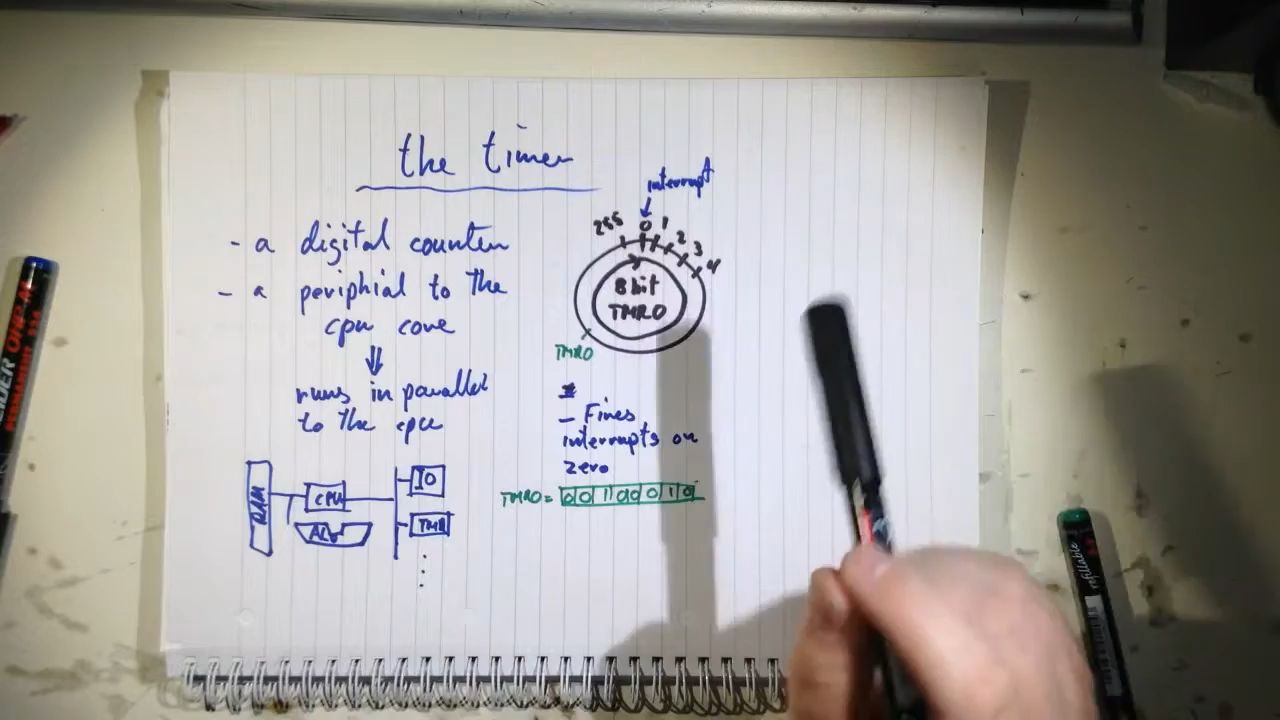 the timer
- a digital counter
- a periphial to the
cpu core
runs in parallel
to the cpu
RAM
CPU
ALU
IO
TMR
interrupt
255 0 1 2 3 4
8 bit
TMR0
TMR0
- Fires
interrupts on
zero
TMR0 =
refillable